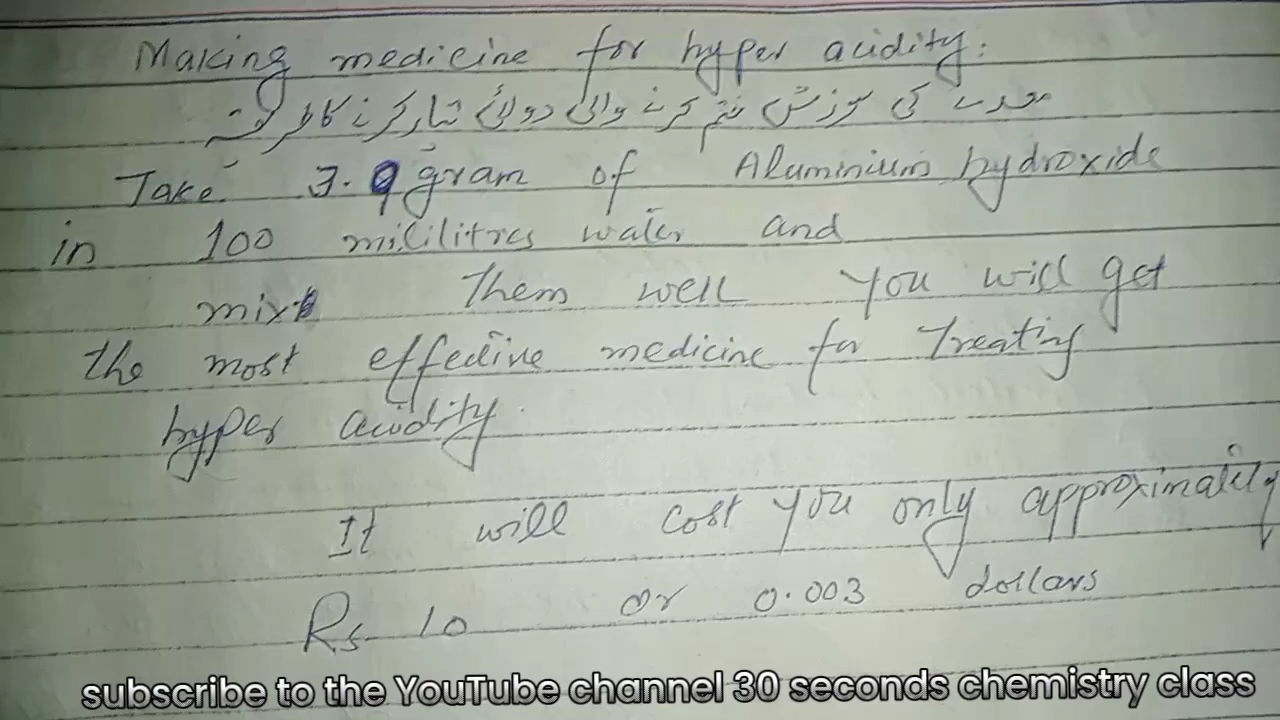 Making medicine for hyper acidity:
معدے کی سوزش ختم کرنے والی دوائی تیار کرنے کا طریقہ
Take 3.9 gram of Aluminium hydroxide
in 100 mililitres water and
mix them well you will get
the most effective medicine for treating
hyper acidity.
It will cost you only approximately
Rs 10 or 0.003 dollars
subscribe to the YouTube channel 30 seconds chemistry class